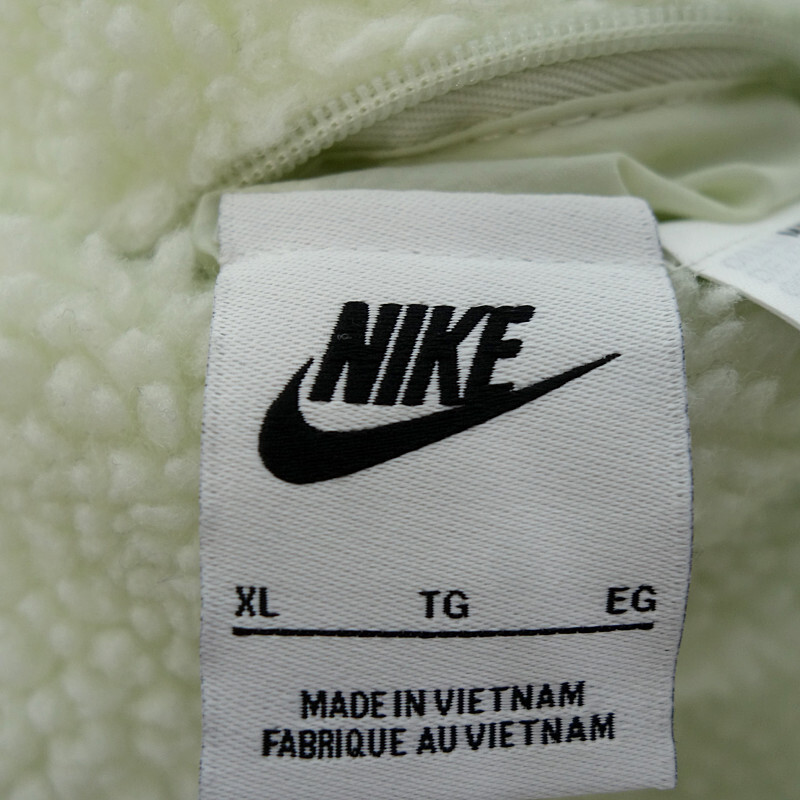 NIKE
XL TG EG
MADE IN VIETNAM
FABRIQUE AU VIETNAM